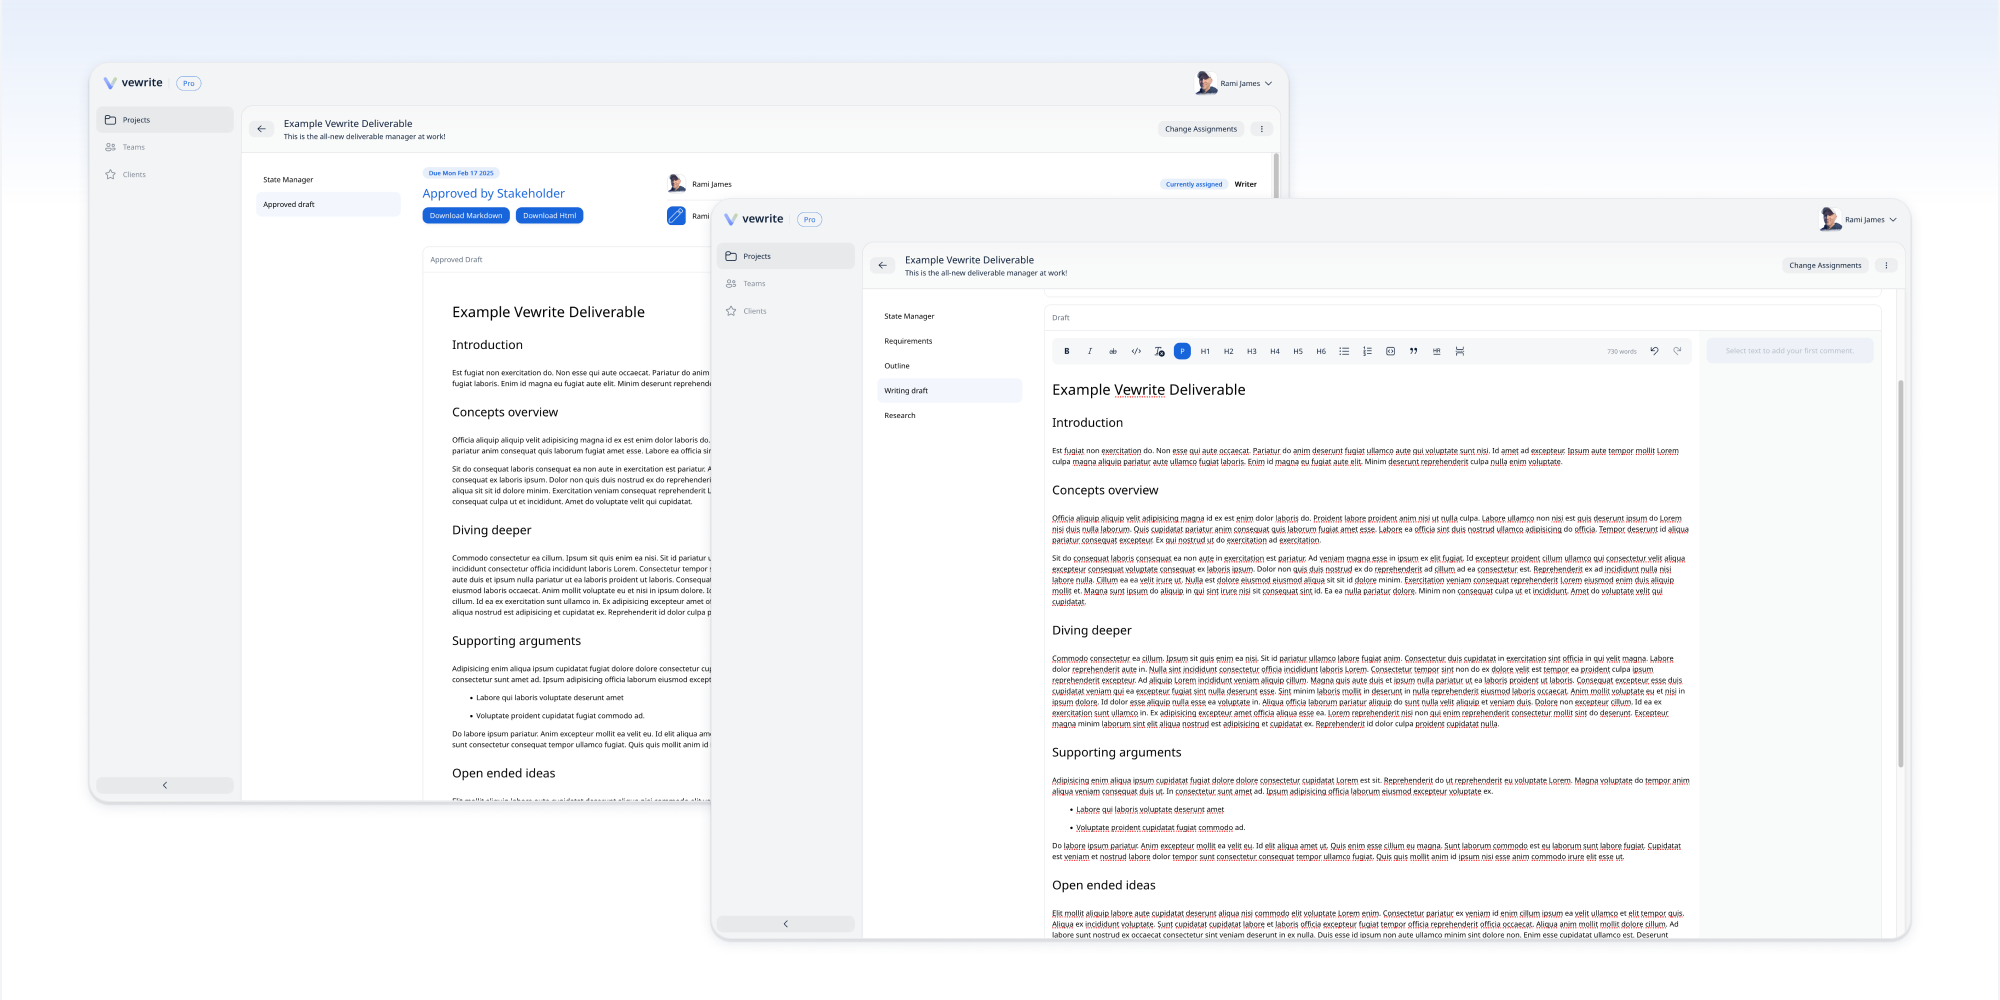 vewrite
Pro
Rami James
Projects
Teams
Clients
Example Vewrite Deliverable
This is the all-new deliverable manager at work!
Change Assignments
State Manager
Approved draft
Due Mon Feb 17 2025
Approved by Stakeholder
Download Markdown
Download Html
Rami James
Currently assigned
Writer
Rami
Approved Draft
Example Vewrite Deliverable
Introduction
Est fugiat non exercitation do. Non esse qui aute occaecat. Pariatur do anim
fugiat laboris. Enim id magna eu fugiat aute elit. Minim deserunt reprehende
Concepts overview
Officia aliquip aliquip velit adipisicing magna id ex est enim dolor laboris do.
pariatur anim consequat quis laborum fugiat amet esse. Labore ea officia sin
Sit do consequat laboris consequat ea non aute in exercitation est pariatur. A
ex laboris ipsum. Dolor non quis duis nostrud ex do reprehenderit
aliqua sit sit id dolore minim. Exercitation veniam consequat reprehenderit L
consequat culpa ut et incididunt. Amet do voluptate velit qui cupidatat.
Diving deeper
Commodo consectetur ea cillum. Ipsum sit quis enim ea nisi. Sit id pariatur u
incididunt consectetur officia incididunt laboris Lorem. Consectetur tempor
aute duis et ipsum nulla pariatur ut ea laboris proident ut laboris. Consequat
eiusmod laboris occaecat. Anim mollit voluptate eu et nisi in ipsum dolore. Id
cillum. Id ea ex exercitation sunt ullamco in. Ex adipisicing excepteur amet o
aliqua nostrud est adipisicing et cupidatat ex. Reprehenderit id dolor culpa p
Supporting arguments
Adipisicing enim aliqua ipsum cupidatat fugiat dolore dolore consectetur cup
consectetur sunt amet ad. Ipsum adipisicing officia laborum eiusmod except
• Labore qui laboris voluptate deserunt amet
• Voluptate proident cupidatat fugiat commodo ad.
Do labore ipsum pariatur. Anim excepteur mollit ea velit eu. Id elit aliqua am
sunt consectetur consequat tempor ullamco fugiat. Quis quis mollit anim id
Open ended ideas
vewrite
Pro
Rami James
Projects
Teams
Clients
Example Vewrite Deliverable
This is the all-new deliverable manager at work!
Change Assignments
State Manager
Requirements
Outline
Writing draft
Research
Draft
B I ab </> P H1 H2 H3 H4 H5 H6 HR 730 words
Select text to add your first comment.
Example Vewrite Deliverable
Introduction
Est fugiat non exercitation do. Non esse qui aute occaecat. Pariatur do anim deserunt fugiat ullamco aute qui voluptate sunt nisi. Id amet ad excepteur. Ipsum aute tempor mollit Lorem
culpa magna aliquip pariatur aute ullamco fugiat laboris. Enim id magna eu fugiat aute elit. Minim deserunt reprehenderit culpa nulla enim voluptate.
Concepts overview
Officia aliquip aliquip velit adipisicing magna id ex est enim dolor laboris do. Proident labore proident anim nisi ut nulla culpa. Labore ullamco non nisi est quis deserunt ipsum do Lorem
nisi duis nulla laborum. Quis cupidatat pariatur anim consequat quis laborum fugiat amet esse. Labore ea officia sint duis nostrud ullamco adipisicing do officia. Tempor deserunt id aliqua
pariatur consequat excepteur. Ex qui nostrud ut do exercitation ad exercitation.
Sit do consequat laboris consequat ea non aute in exercitation est pariatur. Ad veniam magna esse in ipsum ex elit fugiat. Id excepteur proident cillum ullamco qui consectetur velit aliqua
excepteur consequat voluptate consequat ex laboris ipsum. Dolor non quis duis nostrud ex do reprehenderit ad cillum ad ea consectetur est. Reprehenderit ex ad incididunt nulla nisi
labore nulla. Cillum ea ea velit irure ut. Nulla est dolore eiusmod eiusmod aliqua sit sit id dolore minim. Exercitation veniam consequat reprehenderit Lorem eiusmod enim duis aliquip
mollit et. Magna sunt ipsum do aliquip in qui sint irure nisi sit consequat sint id. Ea ea nulla pariatur dolore. Minim non consequat culpa ut et incididunt. Amet do voluptate velit qui
cupidatat.
Diving deeper
Commodo consectetur ea cillum. Ipsum sit quis enim ea nisi. Sit id pariatur ullamco labore fugiat anim. Consectetur duis cupidatat in exercitation sint officia in qui velit magna. Labore
dolor reprehenderit aute in. Nulla sint incididunt consectetur officia incididunt laboris Lorem. Consectetur tempor sint non do ex dolore velit est tempor ea proident culpa ipsum
reprehenderit excepteur. Ad aliquip Lorem incididunt veniam aliquip cillum. Magna quis aute duis et ipsum nulla pariatur ut ea laboris proident ut laboris. Consequat excepteur esse duis
cupidatat veniam qui ea excepteur fugiat sint nulla deserunt esse. Sint minim laboris mollit in deserunt in nulla reprehenderit eiusmod laboris occaecat. Anim mollit voluptate eu et nisi in
ipsum dolore. Id dolor esse aliquip nulla esse ea voluptate in. Aliqua officia laborum pariatur aliquip do sunt nulla velit aliquip et veniam duis. Dolore non excepteur cillum. Id ea ex
exercitation sunt ullamco in. Ex adipisicing excepteur amet officia aliqua esse ea. Lorem reprehenderit nisi non qui enim reprehenderit consectetur mollit sint do deserunt. Excepteur
magna minim laborum sint elit aliqua nostrud est adipisicing et cupidatat ex. Reprehenderit id dolor culpa proident cupidatat nulla.
Supporting arguments
Adipisicing enim aliqua ipsum cupidatat fugiat dolore dolore consectetur cupidatat Lorem est sit. Reprehenderit do ut reprehenderit eu voluptate Lorem. Magna voluptate do tempor anim
aliqua veniam consequat duis ut. In consectetur sunt amet ad. Ipsum adipisicing officia laborum eiusmod excepteur voluptate ex.
• Labore qui laboris voluptate deserunt amet
• Voluptate proident cupidatat fugiat commodo ad.
Do labore ipsum pariatur. Anim excepteur mollit ea velit eu. Id elit aliqua amet ut. Quis enim ea magna. Sunt laborum commodo est eu laborum sunt labore fugiat. Cupidatat
est veniam et nostrud labore dolor tempor sunt consectetur consequat tempor ullamco fugiat. Quis quis mollit anim id ipsum nisi esse anim commodo irure elit esse ut.
Open ended ideas
Elit mollit aliquip labore aute cupidatat deserunt aliqua nisi commodo elit voluptate Lorem enim. Consectetur pariatur ex veniam id enim cillum ipsum ea velit ullamco et elit tempor quis.
Aliqua ex incididunt voluptate. Sunt cupidatat cupidatat labore et laboris officia excepteur reprehenderit officia occaecat. Aliqua anim mollit mollit dolore cillum. Ad
labore sunt nostrud ex occaecat consectetur sint veniam deserunt in ex nulla. Duis esse id aute ullamco minim sint dolore non. Enim esse cupidatat ullamco est. Deserunt